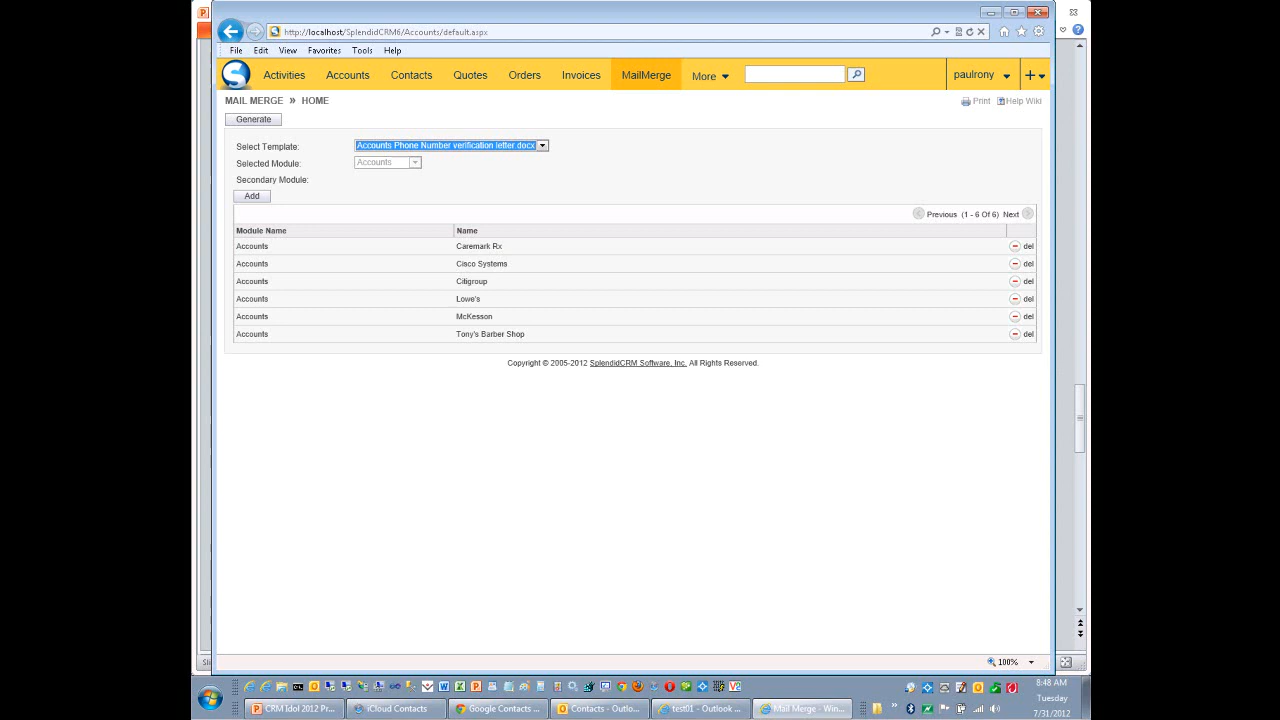 http://localhost/SplendidCRM6/Accounts/default.aspx
File Edit View Favorites Tools Help
S Activities Accounts Contacts Quotes Orders Invoices MailMerge More paulrony
MAIL MERGE » HOME Print Help Wiki
Generate
Select Template: Accounts Phone Number verification letter docx
Selected Module: Accounts
Secondary Module:
Add
Previous (1 - 6 Of 6) Next
Module Name Name
Accounts Caremark Rx del
Accounts Cisco Systems del
Accounts Citigroup del
Accounts Lowe's del
Accounts McKesson del
Accounts Tony's Barber Shop del
Copyright © 2005-2012 SplendidCRM Software, Inc. All Rights Reserved.
100%
8:48 AM
Tuesday
7/31/2012
CRM Idol 2012 Pr... iCloud Contacts Google Contacts ... Contacts - Outlo... test01 - Outlook ... Mail Merge - Win...